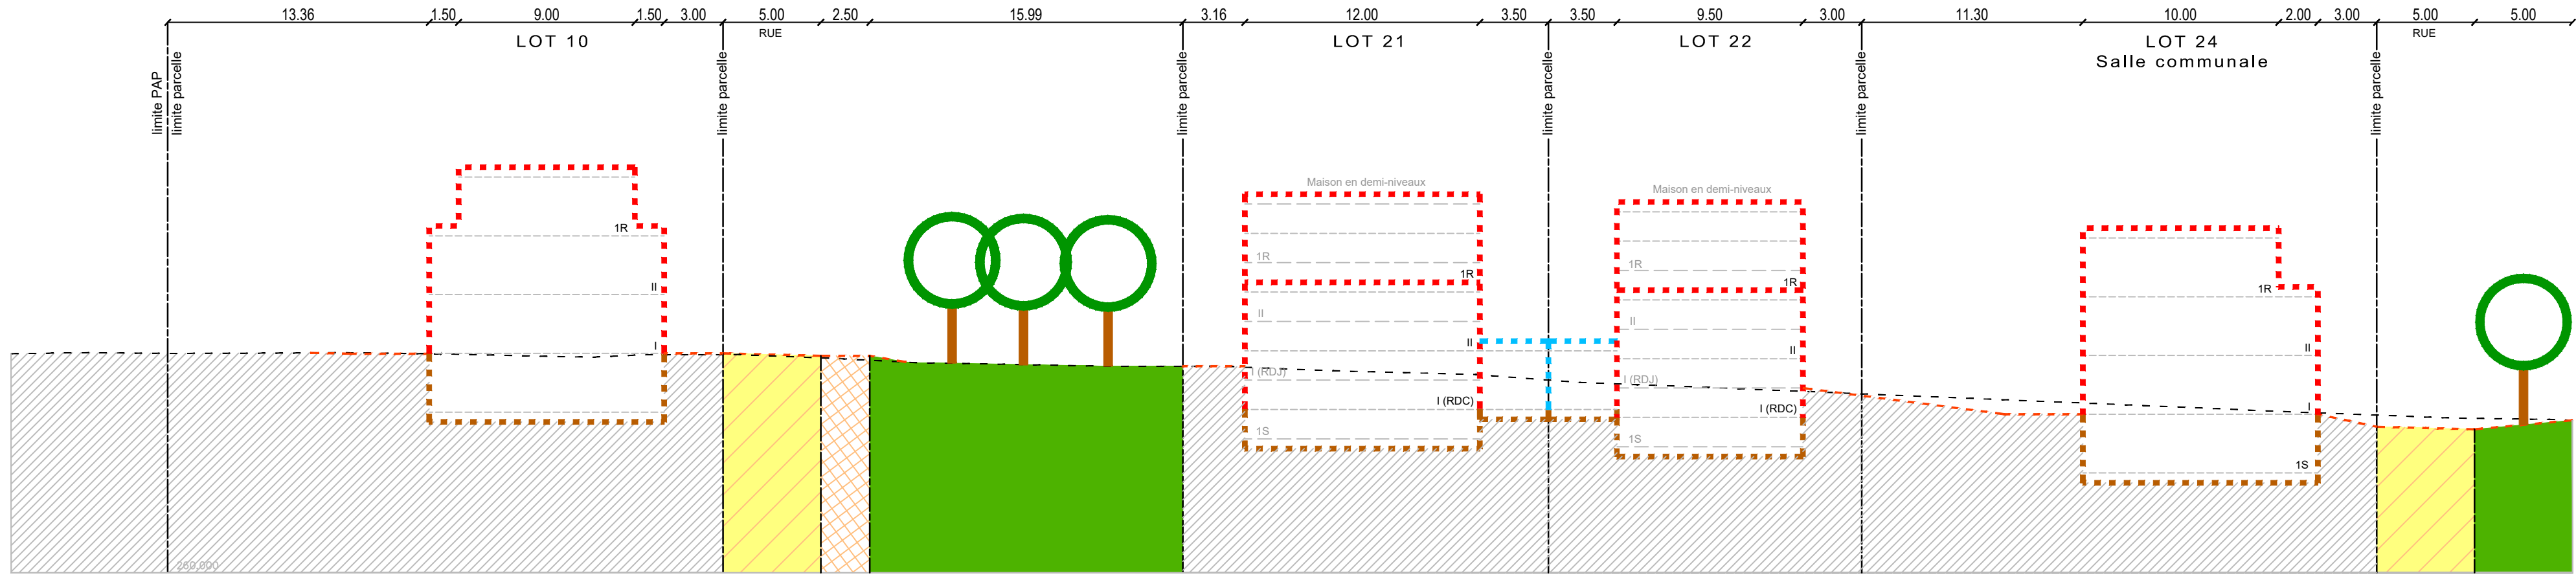 13.36 1.50 9.00 1.50 3.00 5.00 2.50 15.99 3.16 12.00 3.50 3.50 9.50 3.00 11.30 10.00 2.00 3.00 5.00 5.00
RUE RUE
LOT 10 LOT 21 LOT 22 LOT 24
Salle communale
limite PAP
limite parcelle
limite parcelle
limite parcelle
limite parcelle
limite parcelle
limite parcelle
1R
II
I
Maison en demi-niveaux
1R
1R
II
II
I (RDJ)
I (RDC)
1S
Maison en demi-niveaux
1R
1R
II
II
I (RDJ)
I (RDC)
1S
1R
II
I
1S
260.000